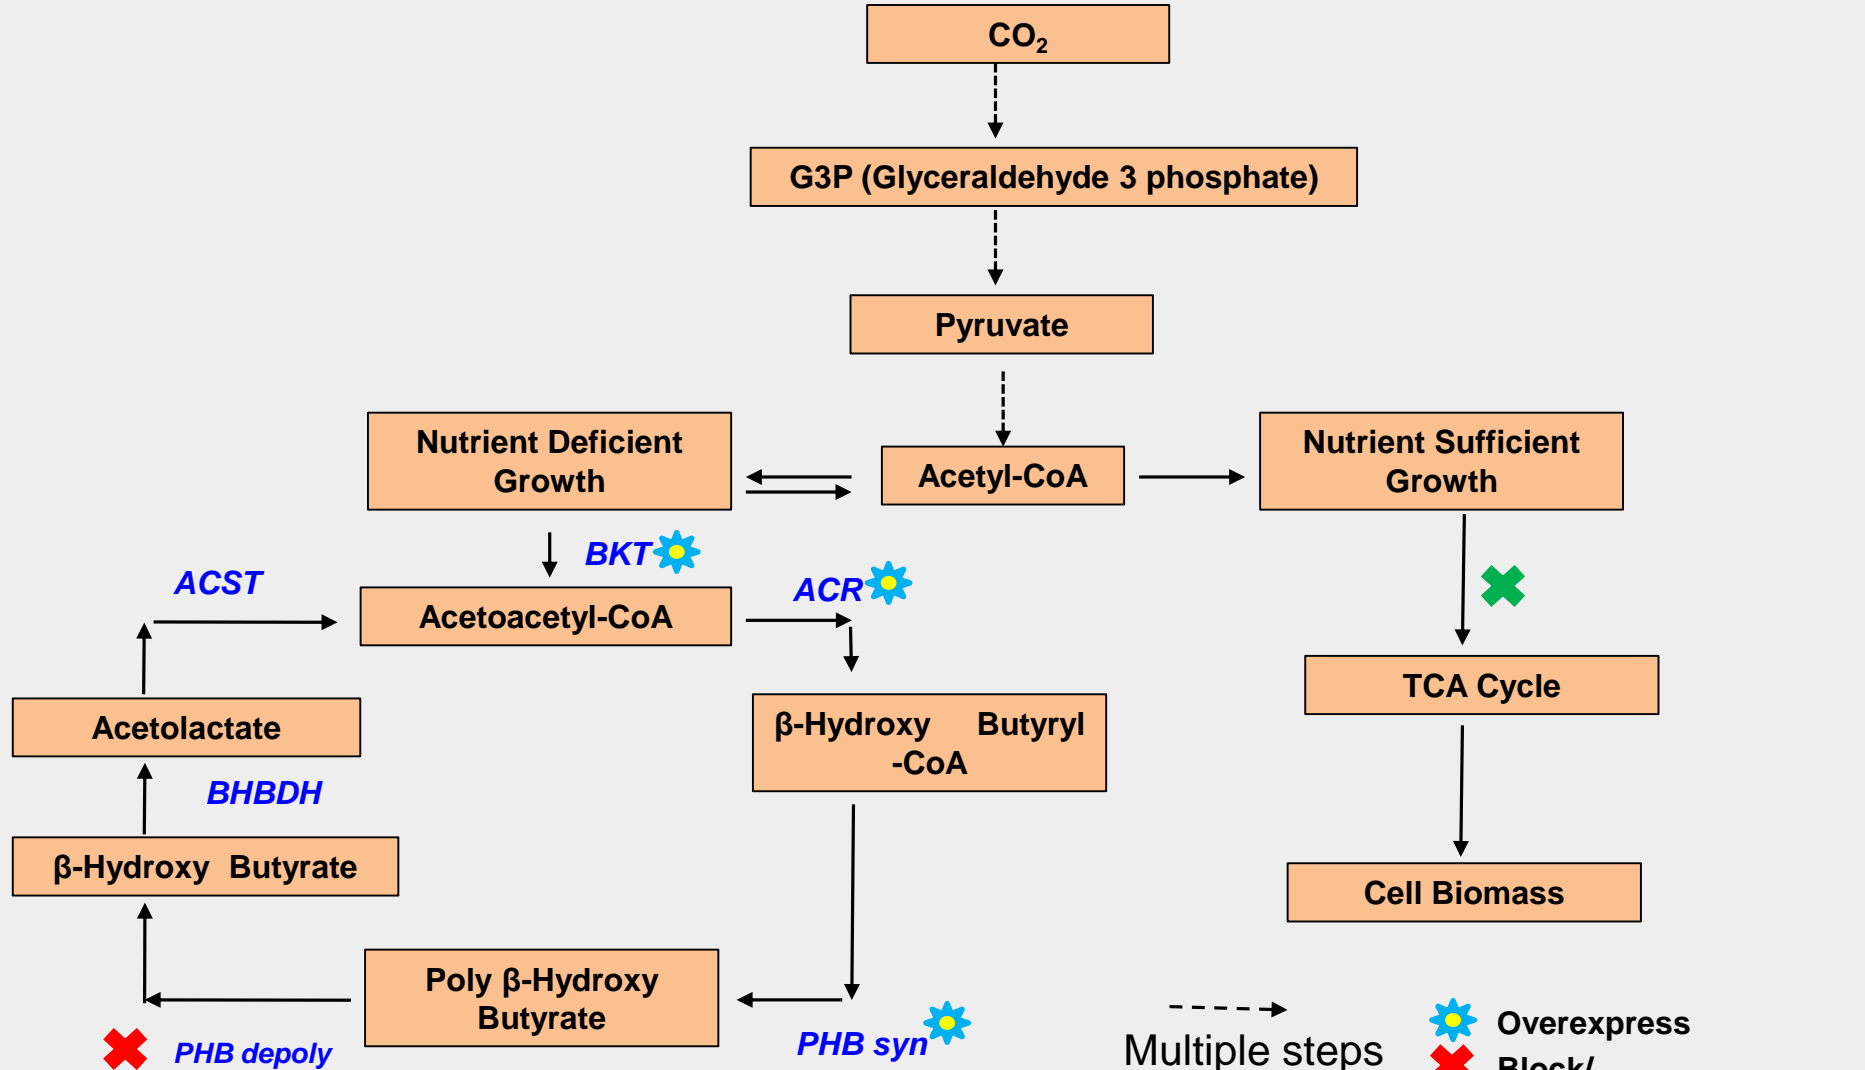 CO₂
G3P (Glyceraldehyde 3 phosphate)
Pyruvate
Nutrient Deficient
Growth
Acetyl-CoA
Nutrient Sufficient
Growth
BKT
ACST
ACR
Acetoacetyl-CoA
TCA Cycle
Acetolactate
β-Hydroxy Butyryl
-CoA
BHBDH
β-Hydroxy Butyrate
Cell Biomass
Poly β-Hydroxy
Butyrate
PHB syn
PHB depoly
Multiple steps
Overexpress
Block/